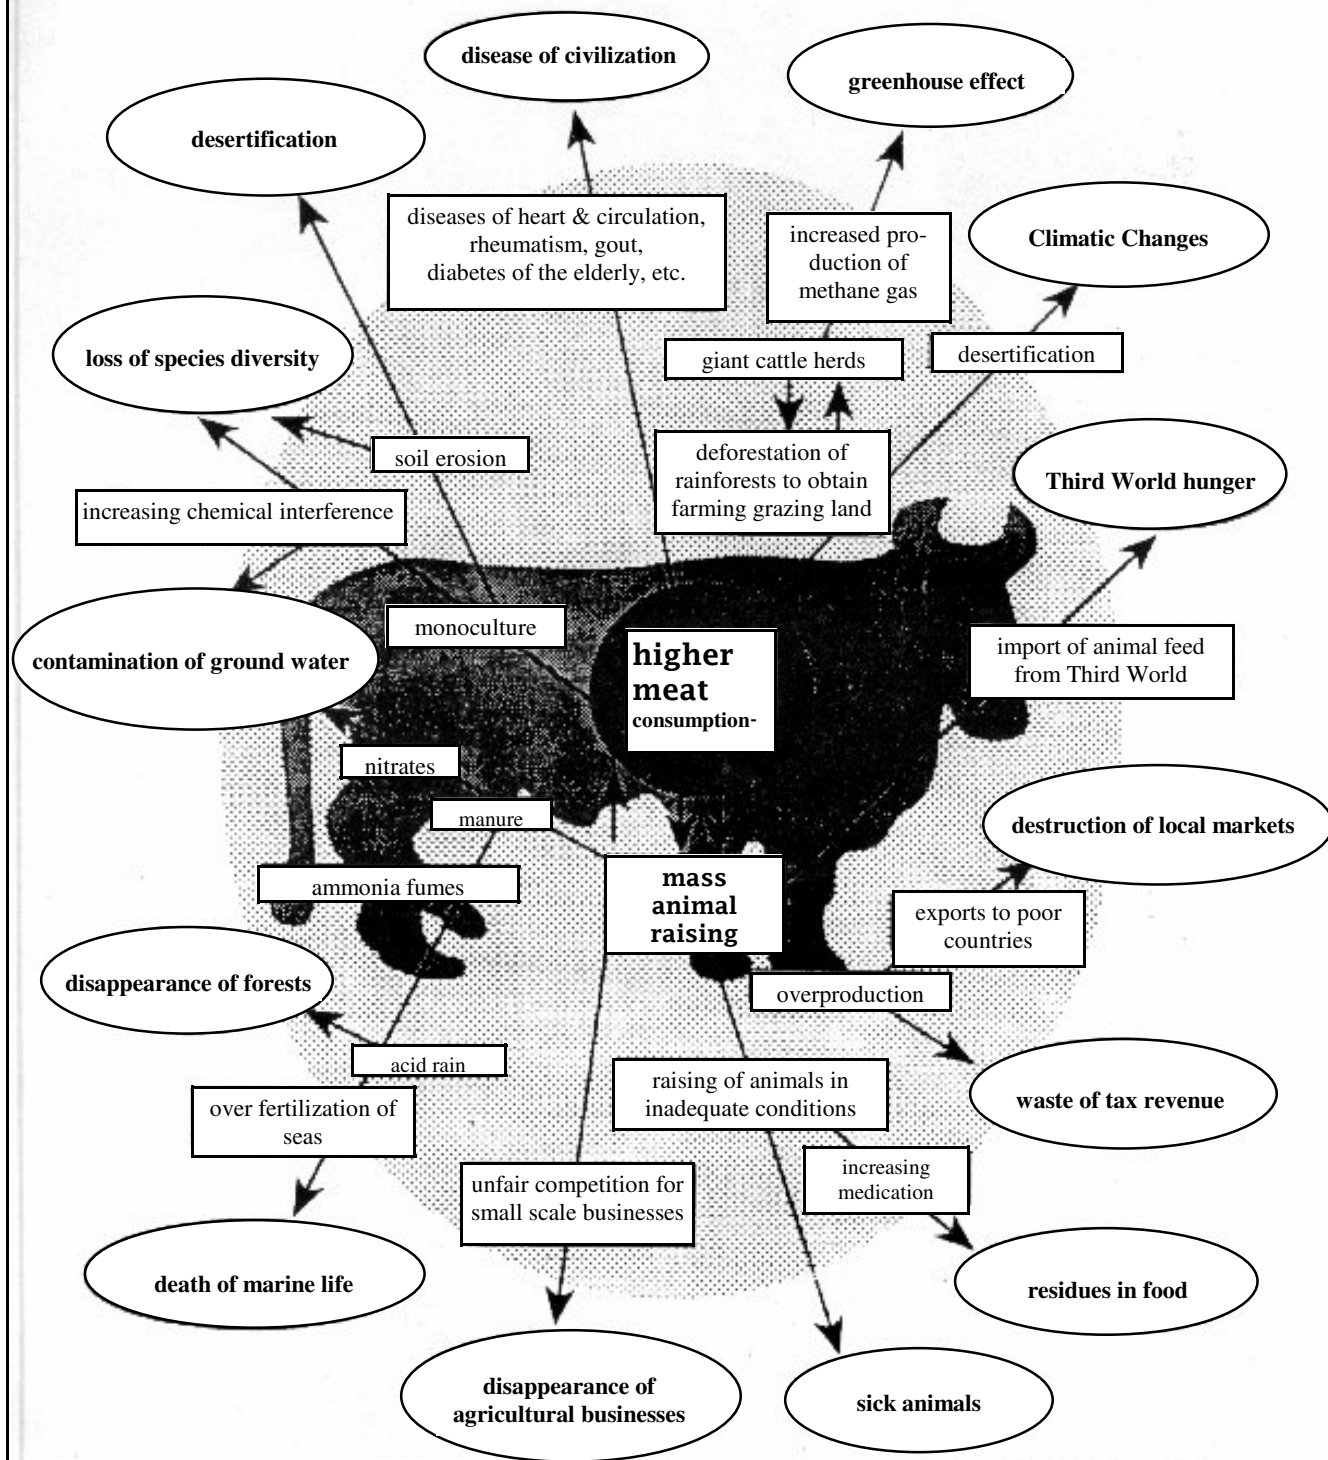 disease of civilization
greenhouse effect
desertification
diseases of heart & circulation,
rheumatism, gout,
diabetes of the elderly, etc.
increased pro-
duction of
methane gas
Climatic Changes
loss of species diversity
giant cattle herds
desertification
soil erosion
deforestation of
rainforests to obtain
farming grazing land
Third World hunger
increasing chemical interference
monoculture
contamination of ground water
higher
meat
consumption-
import of animal feed
from Third World
nitrates
manure
destruction of local markets
ammonia fumes
mass
animal
raising
exports to poor
countries
disappearance of forests
overproduction
acid rain
raising of animals in
inadequate conditions
waste of tax revenue
over fertilization of
seas
unfair competition for
small scale businesses
increasing
medication
death of marine life
residues in food
disappearance of
agricultural businesses
sick animals